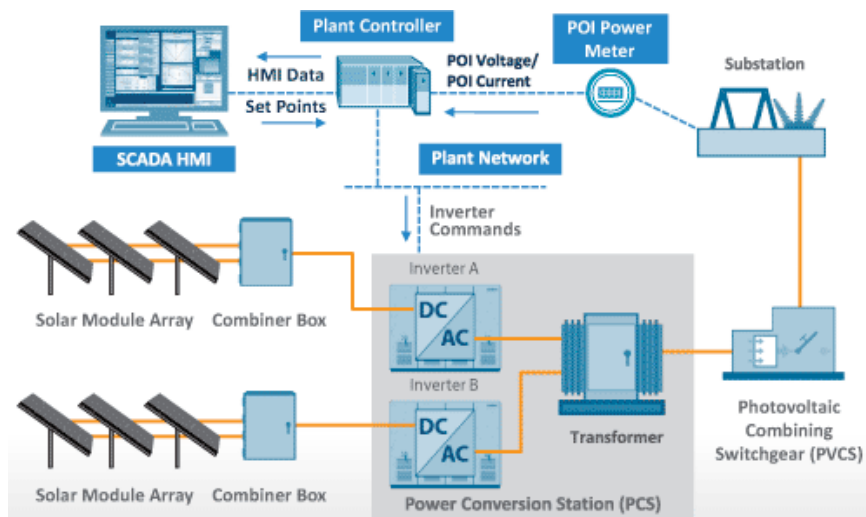 Plant Controller
POI Power
Meter
HMI Data
Set Points
POI Voltage/
POI Current
Substation
SCADA HMI
Plant Network
Inverter
Commands
Inverter A
DC
AC
Solar Module Array
Combiner Box
Inverter B
DC
AC
Transformer
Photovoltaic
Combining
Switchgear (PVCS)
Solar Module Array
Combiner Box
Power Conversion Station (PCS)